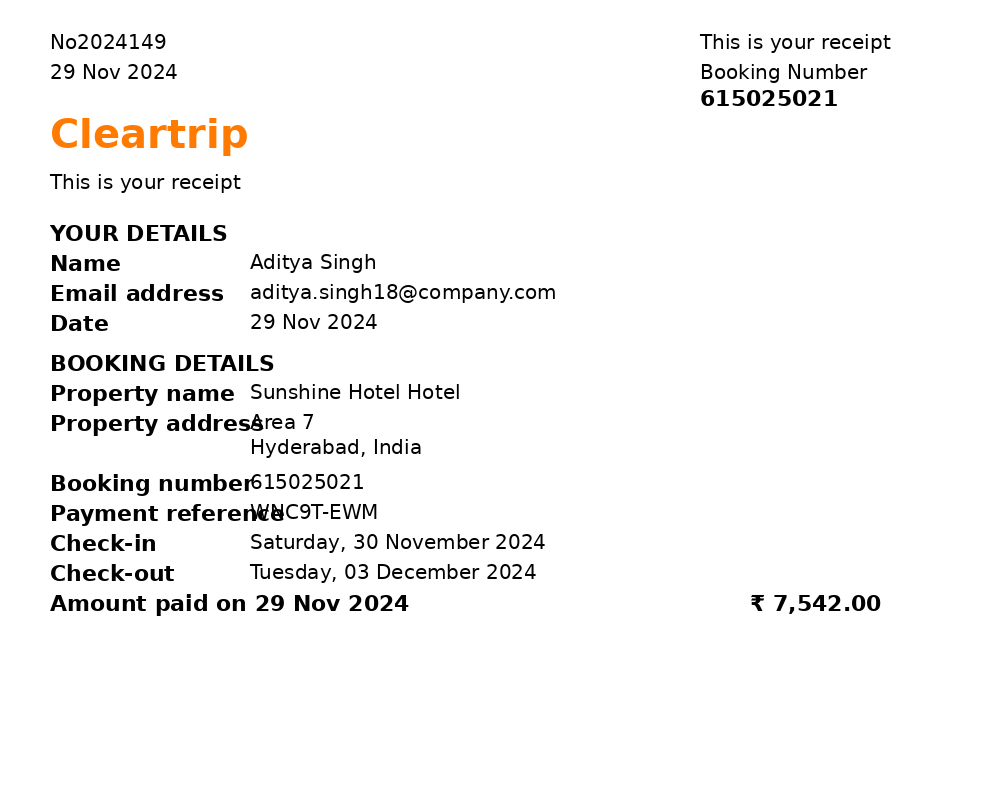 No2024149
29 Nov 2024
This is your receipt
Booking Number
615025021
Cleartrip
This is your receipt
YOUR DETAILS
Name Aditya Singh
Email address aditya.singh18@company.com
Date 29 Nov 2024
BOOKING DETAILS
Property name Sunshine Hotel Hotel
Property address Area 7
Hyderabad, India
Booking number 615025021
Payment reference WNC9T-EWM
Check-in Saturday, 30 November 2024
Check-out Tuesday, 03 December 2024
Amount paid on 29 Nov 2024 ₹ 7,542.00